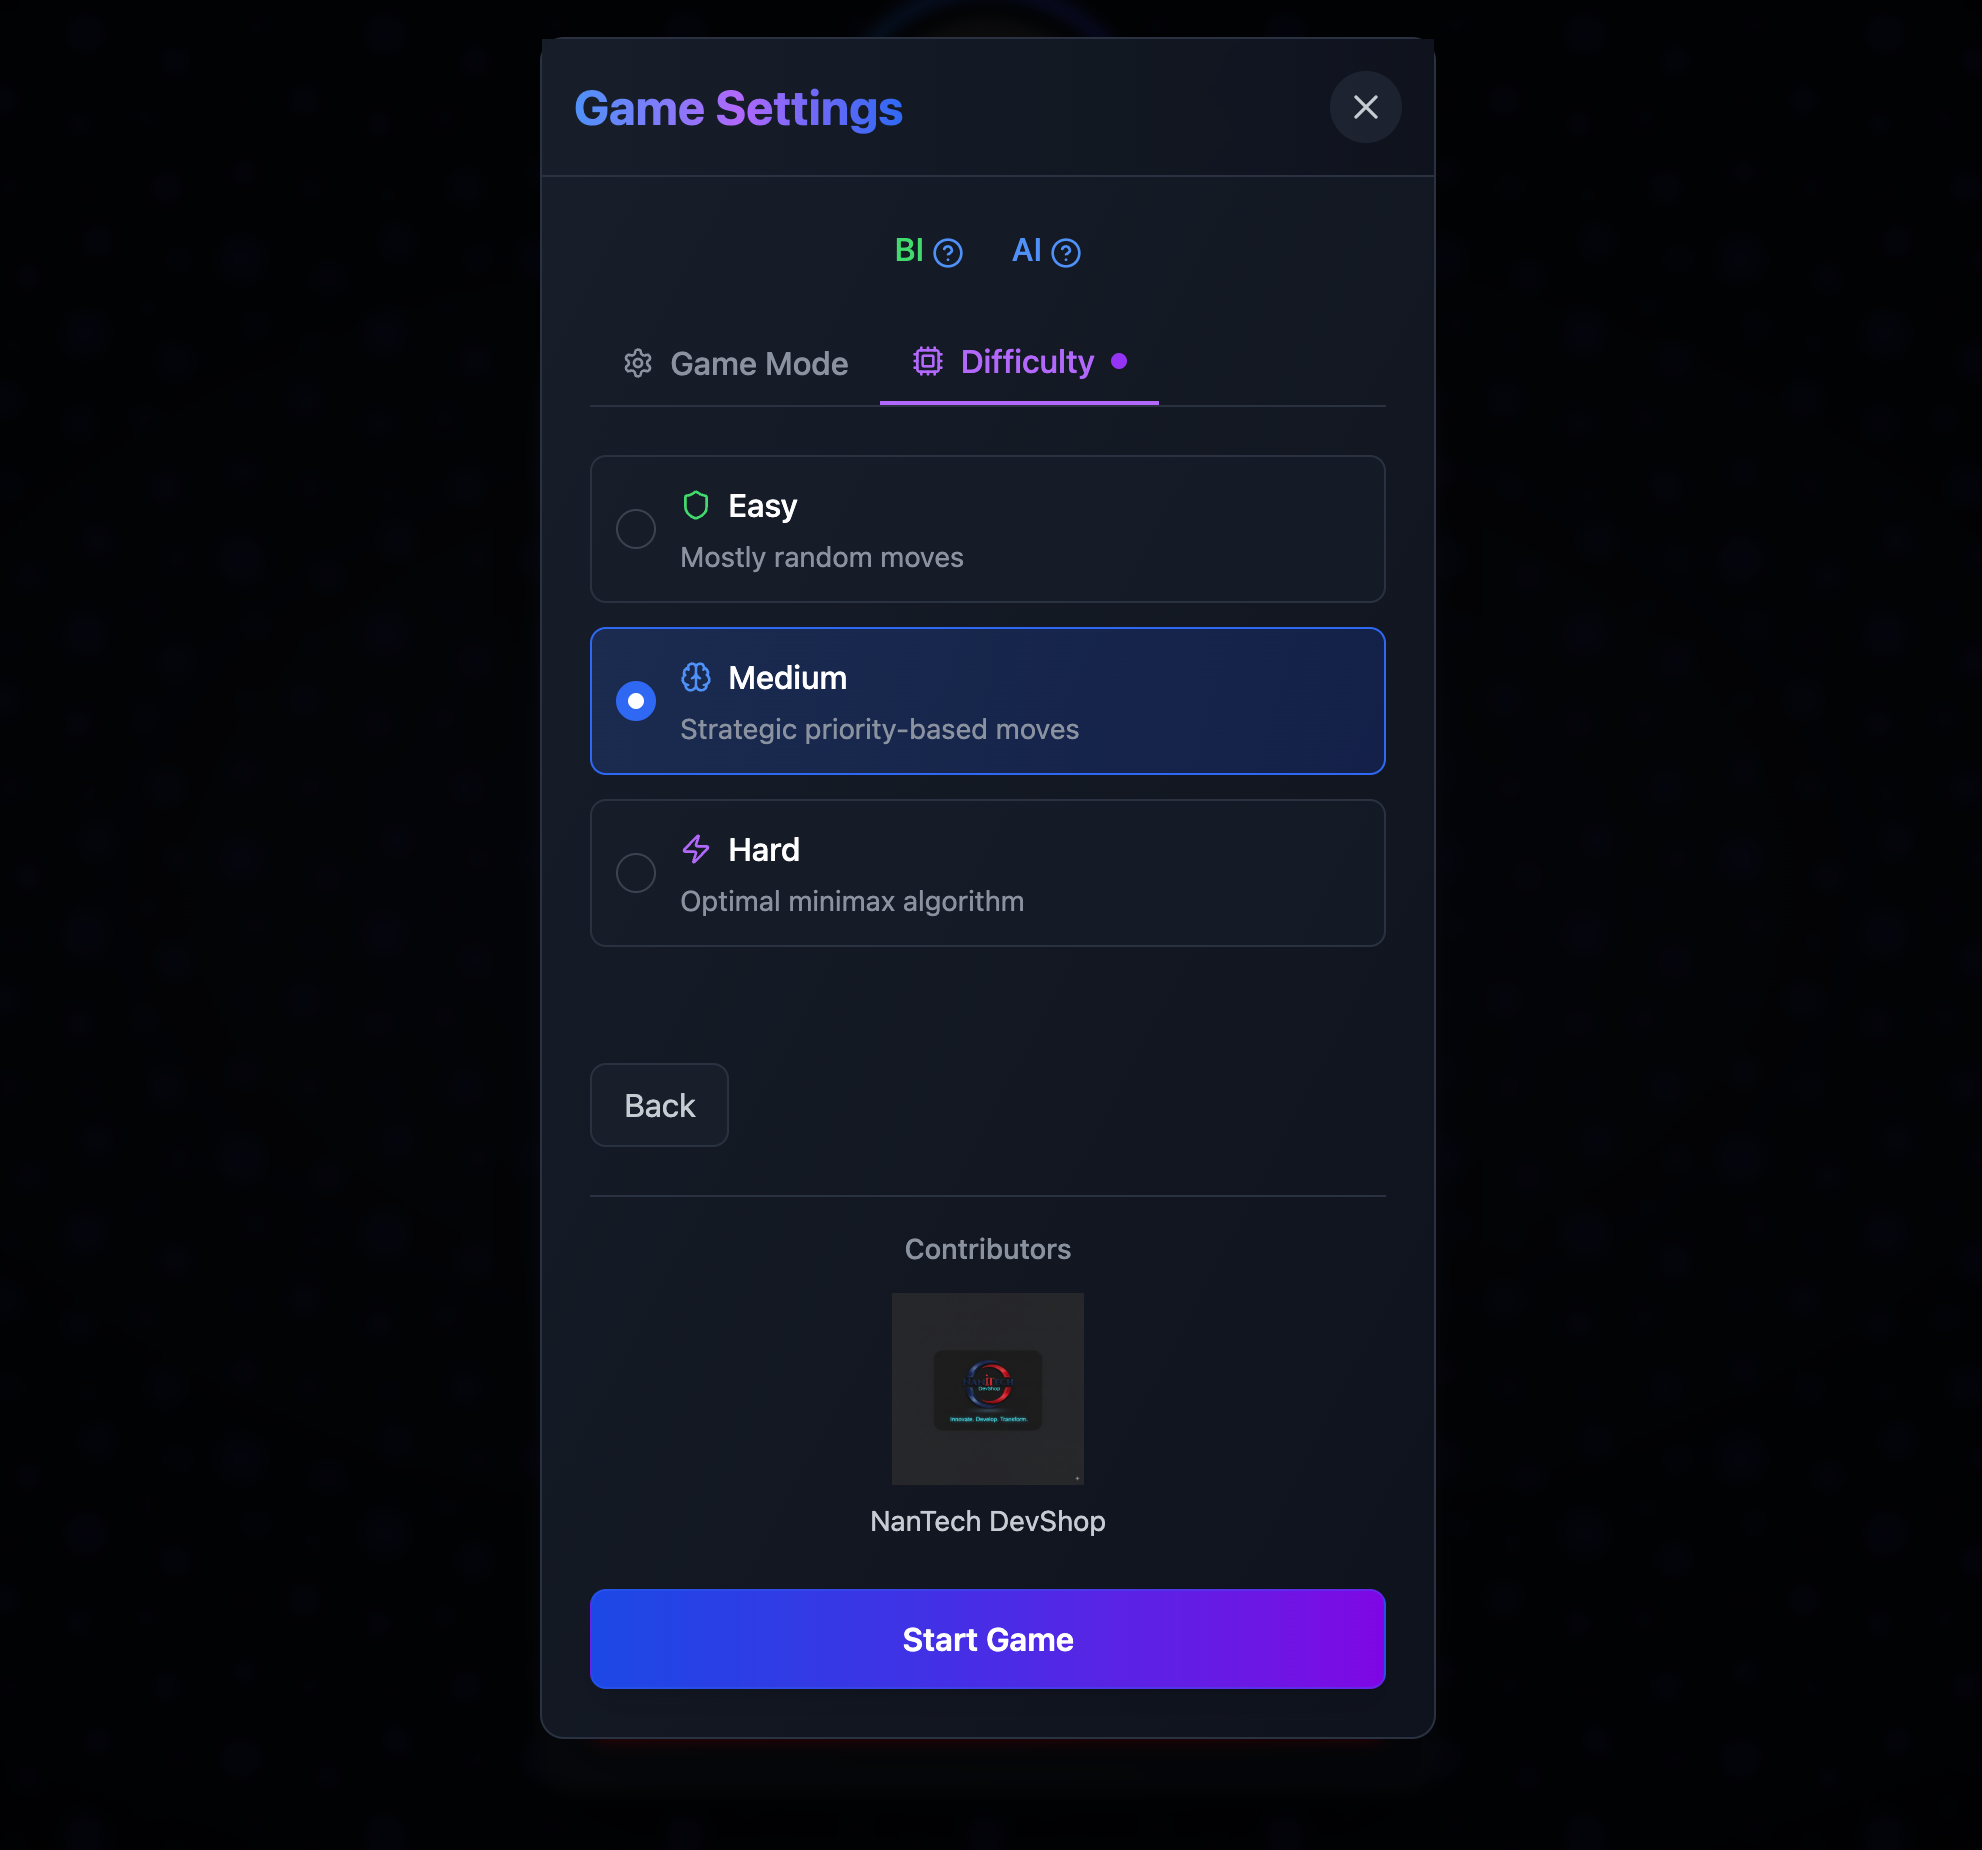 Game Settings
BI AI
Game Mode Difficulty
Easy
Mostly random moves
Medium
Strategic priority-based moves
Hard
Optimal minimax algorithm
Back
Contributors
DevShop
Innovate. Develop. Transform.
NanTech DevShop
Start Game